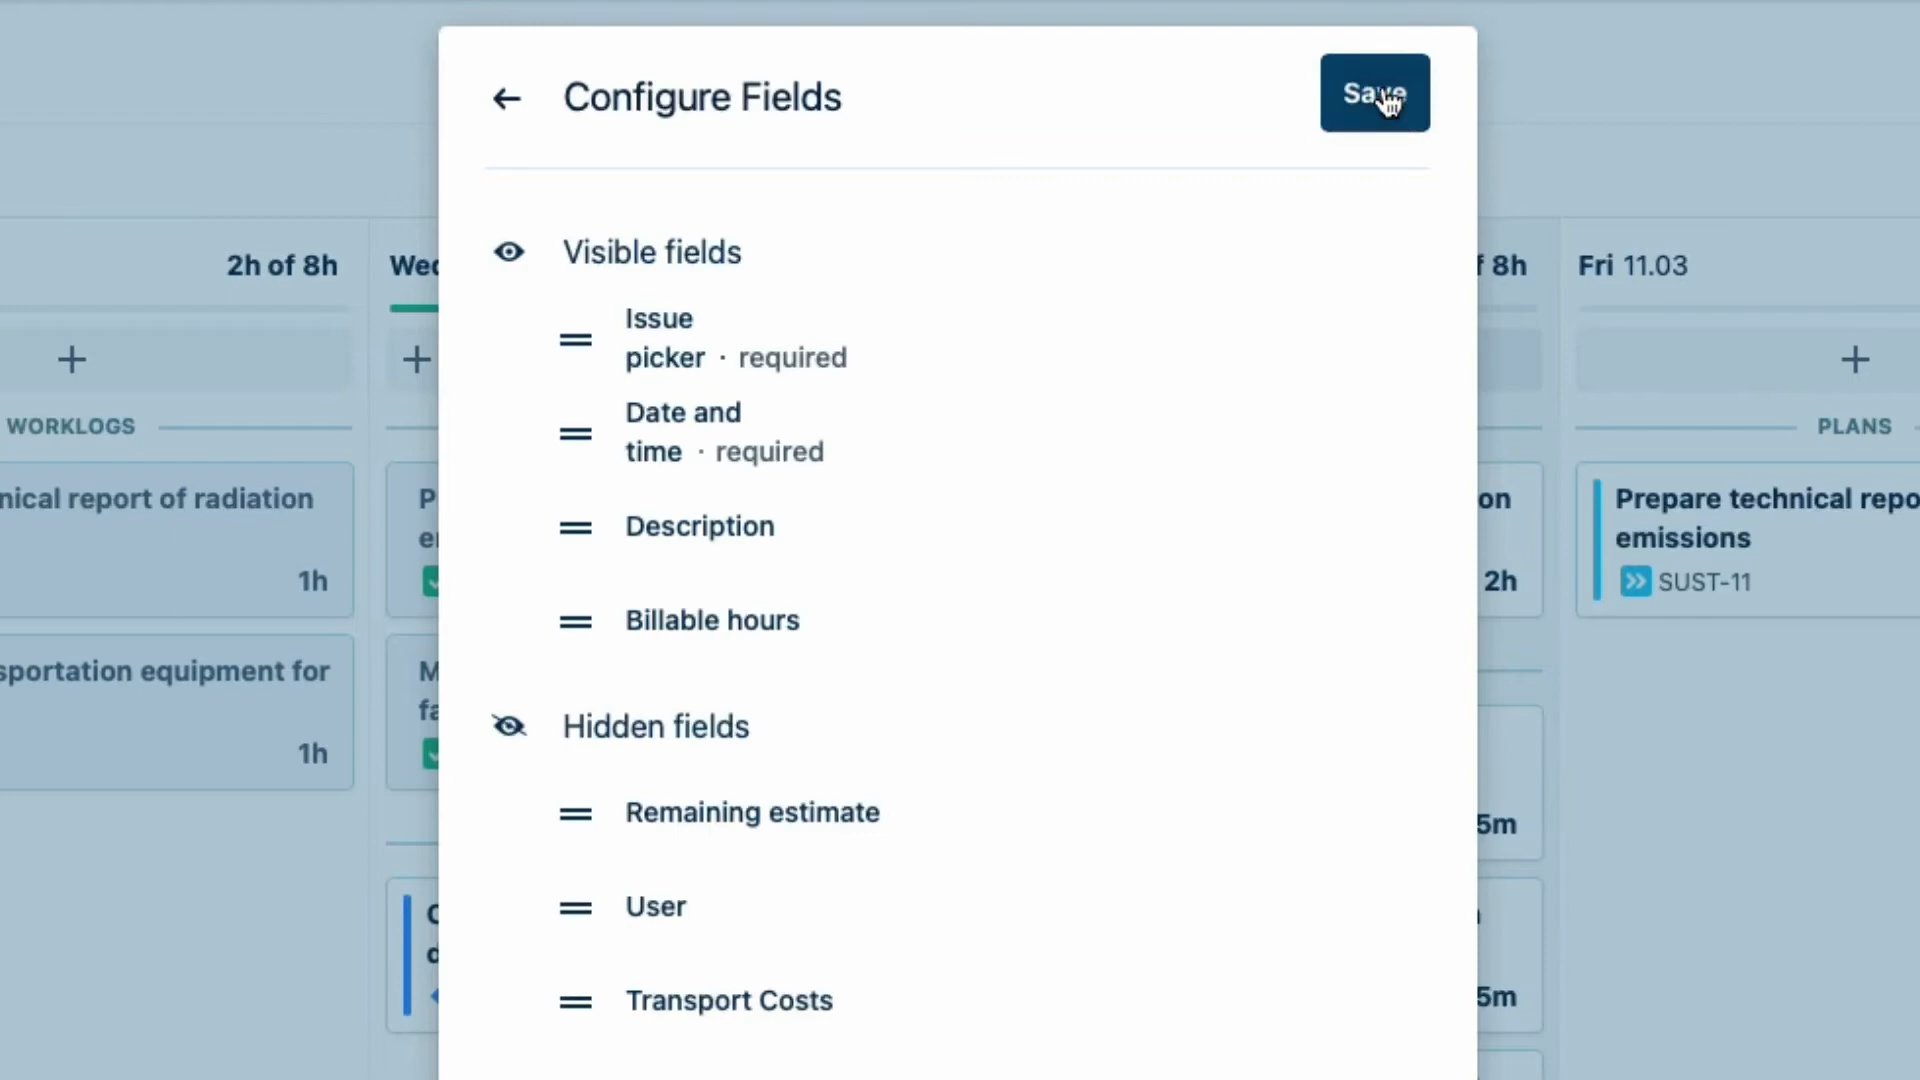 Configure Fields
Save
Visible fields
Issue
picker · required
Date and
time · required
Description
Billable hours
Hidden fields
Remaining estimate
User
Transport Costs
2h of 8h
WORKLOGS
nical report of radiation
1h
sportation equipment for
1h
Wed
8h
on
2h
5m
5m
Fri 11.03
PLANS
Prepare technical repo
emissions
SUST-11